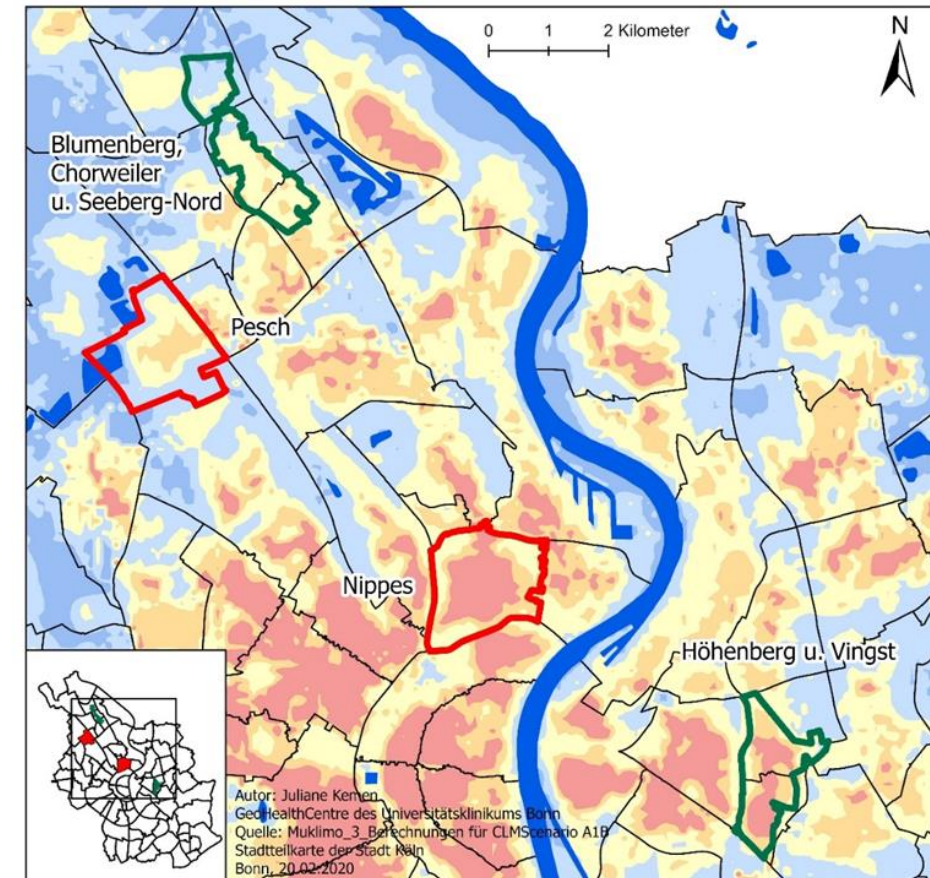 0 1 2 Kilometer
N
Blumenberg,
Chorweiler
u. Seeberg-Nord
Pesch
Nippes
Höhenberg u. Vingst
Autor: Juliane Kemen
GeoHealthCentre des Universitätsklinikums Bonn
Quelle: Muklimo_3_Berechnungen für CLMScenario A1B
Stadtteilkarte der Stadt Köln
Bonn, 20.02.2020